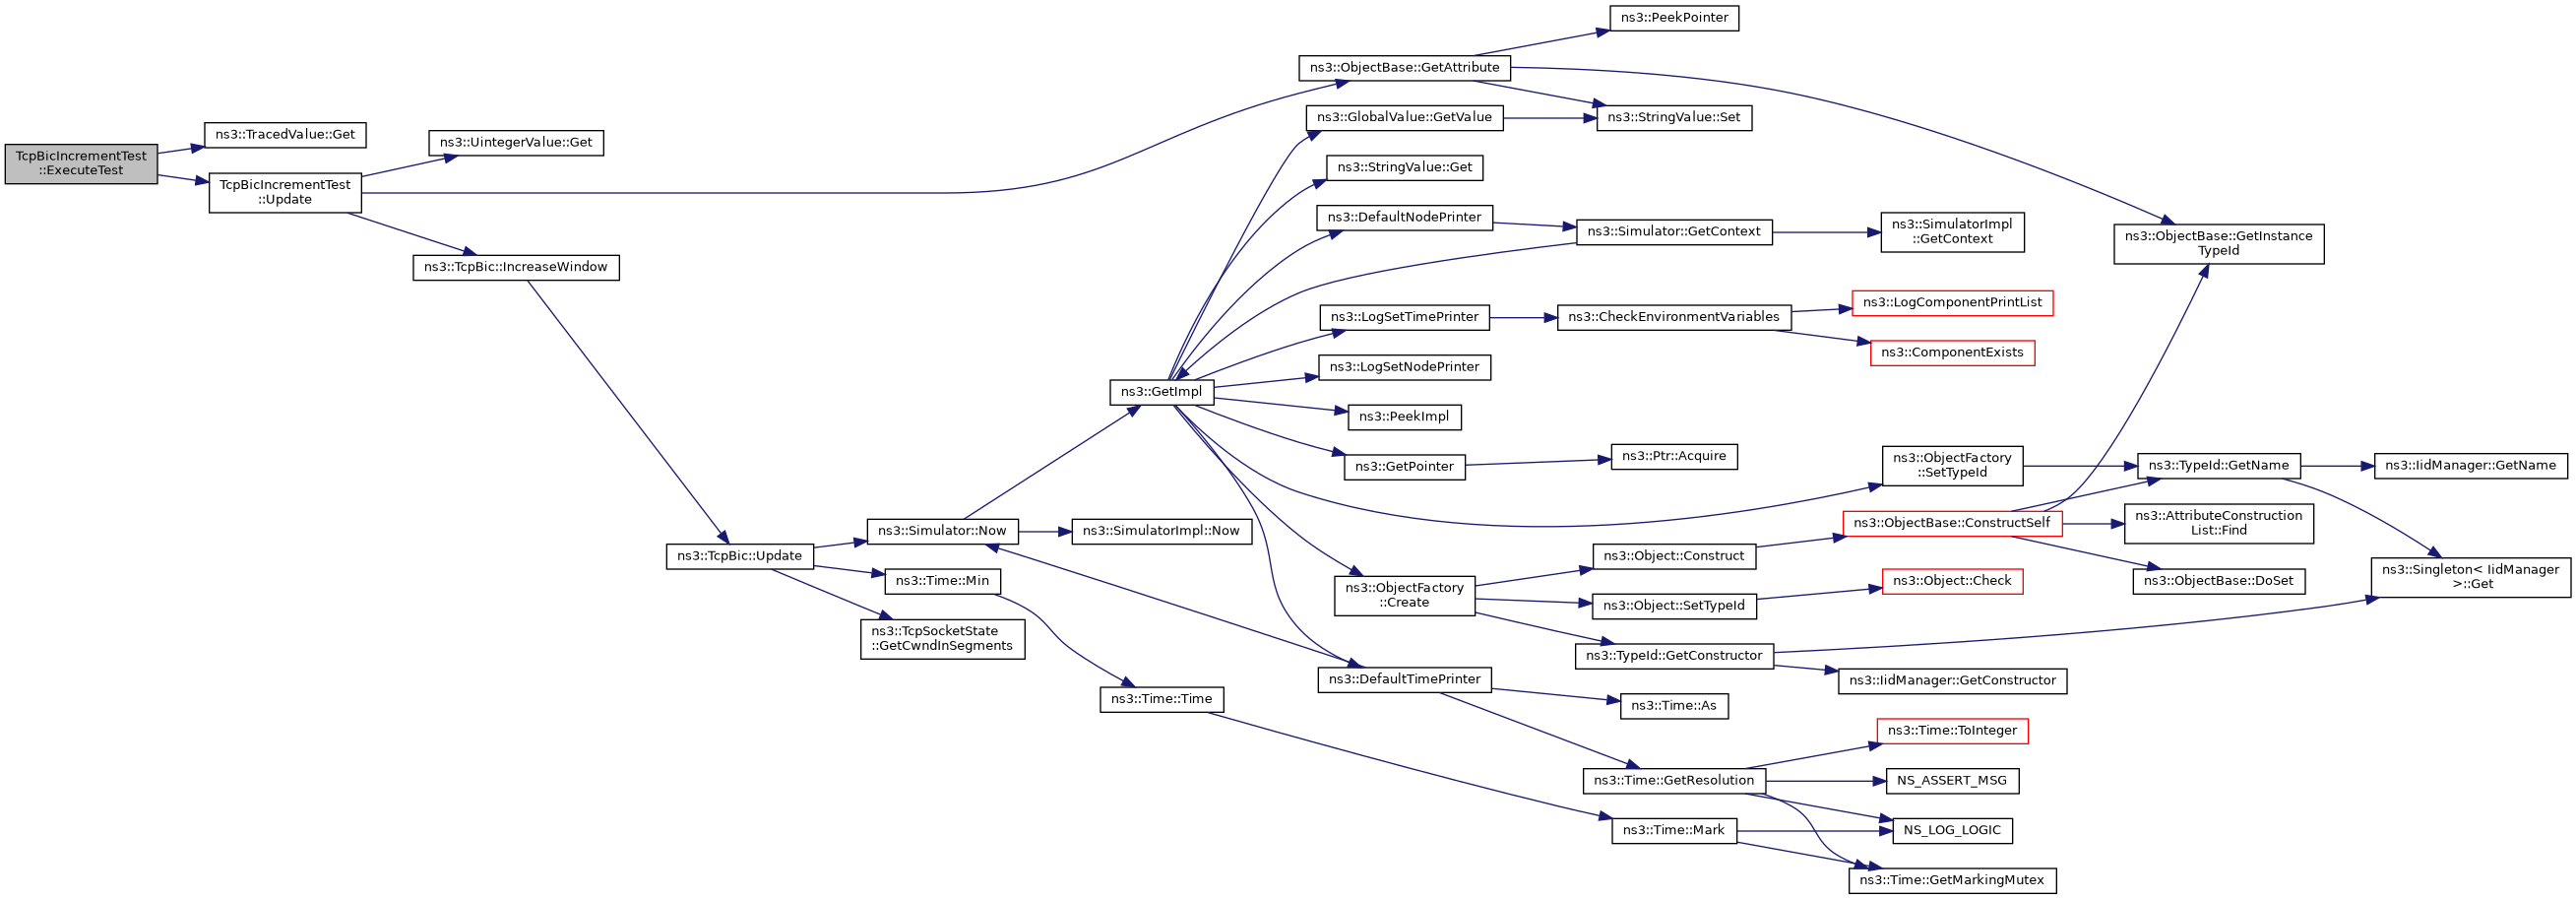 TcpBicIncrementTest
::ExecuteTest
ns3::TracedValue::Get
TcpBicIncrementTest
::Update
ns3::UintegerValue::Get
ns3::TcpBic::IncreaseWindow
ns3::TcpBic::Update
ns3::Simulator::Now
ns3::Time::Min
ns3::TcpSocketState
::GetCwndInSegments
ns3::GetImpl
ns3::SimulatorImpl::Now
ns3::Time::Time
ns3::ObjectBase::GetAttribute
ns3::GlobalValue::GetValue
ns3::StringValue::Get
ns3::DefaultNodePrinter
ns3::LogSetTimePrinter
ns3::LogSetNodePrinter
ns3::PeekImpl
ns3::GetPointer
ns3::ObjectFactory
::Create
ns3::DefaultTimePrinter
ns3::PeekPointer
ns3::StringValue::Set
ns3::Simulator::GetContext
ns3::CheckEnvironmentVariables
ns3::Ptr::Acquire
ns3::Object::Construct
ns3::Object::SetTypeId
ns3::TypeId::GetConstructor
ns3::Time::As
ns3::Time::GetResolution
ns3::Time::Mark
ns3::SimulatorImpl
::GetContext
ns3::LogComponentPrintList
ns3::ComponentExists
ns3::ObjectFactory
::SetTypeId
ns3::ObjectBase::ConstructSelf
ns3::Object::Check
ns3::IidManager::GetConstructor
ns3::Time::ToInteger
NS_ASSERT_MSG
NS_LOG_LOGIC
ns3::Time::GetMarkingMutex
ns3::ObjectBase::GetInstance
TypeId
ns3::TypeId::GetName
ns3::AttributeConstruction
List::Find
ns3::ObjectBase::DoSet
ns3::IidManager::GetName
ns3::Singleton< IidManager
>::Get